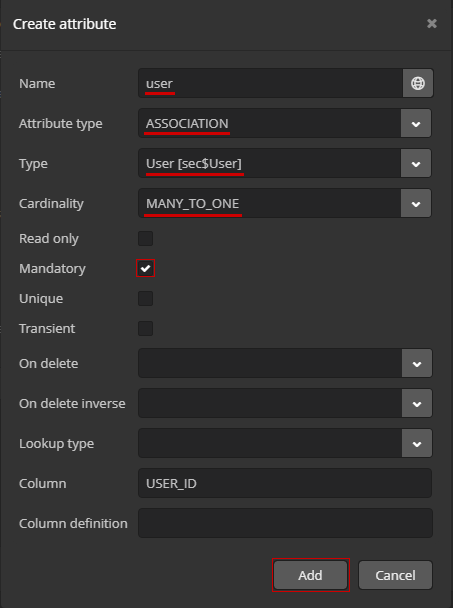 Create attribute
Name user
Attribute type ASSOCIATION
Type User [sec$User]
Cardinality MANY_TO_ONE
Read only
Mandatory
Unique
Transient
On delete
On delete inverse
Lookup type
Column USER_ID
Column definition
Add Cancel